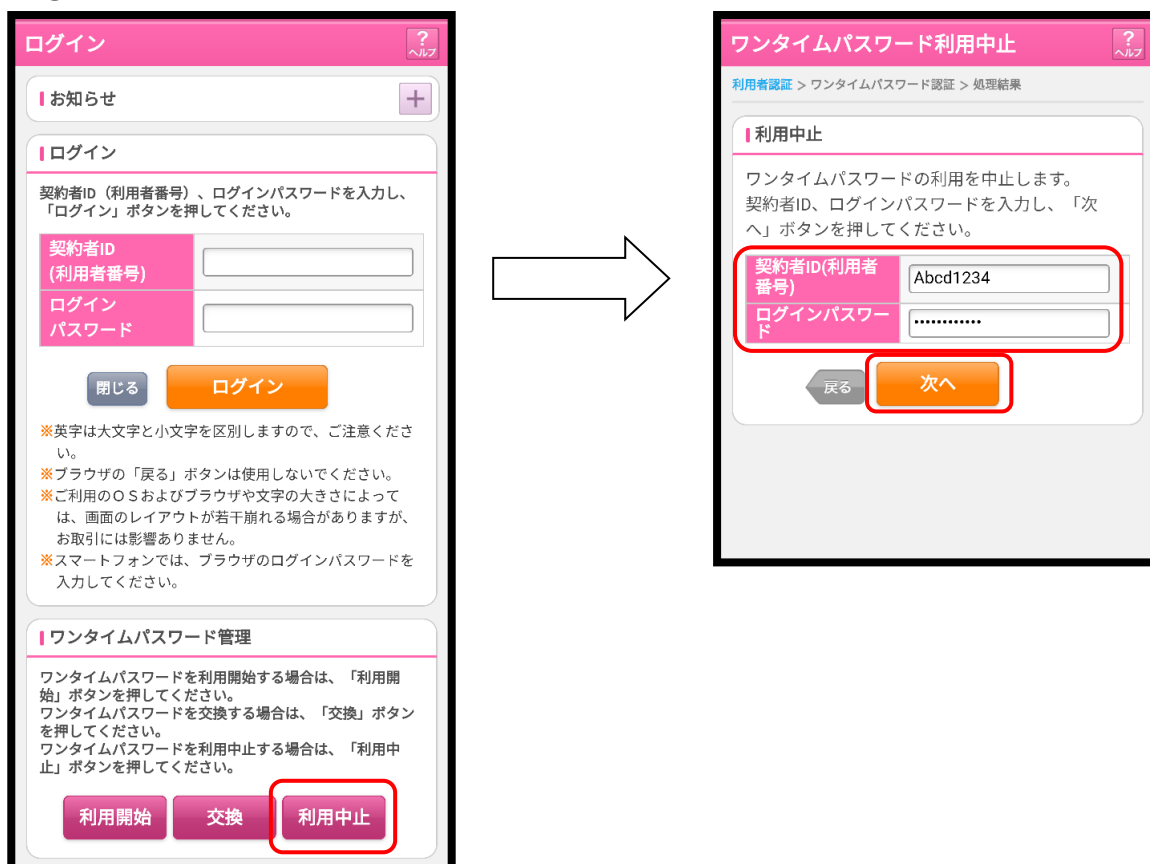 ログイン
?
ヘルプ
お知らせ
+
ログイン
契約者ID（利用者番号）、ログインパスワードを入力し、
「ログイン」ボタンを押してください。
契約者ID
(利用者番号)
ログイン
パスワード
閉じる
ログイン
※英字は大文字と小文字を区別しますので、ご注意くださ
い。
※ブラウザの「戻る」ボタンは使用しないでください。
※ご利用のＯＳおよびブラウザや文字の大きさによって
は、画面のレイアウトが若干崩れる場合がありますが、
お取引には影響ありません。
※スマートフォンでは、ブラウザのログインパスワードを
入力してください。
ワンタイムパスワード管理
ワンタイムパスワードを利用開始する場合は、「利用開
始」ボタンを押してください。
ワンタイムパスワードを交換する場合は、「交換」ボタン
を押してください。
ワンタイムパスワードを利用中止する場合は、「利用中
止」ボタンを押してください。
利用開始
交換
利用中止
ワンタイムパスワード利用中止
?
ヘルプ
利用者認証 > ワンタイムパスワード認証 > 処理結果
利用中止
ワンタイムパスワードの利用を中止します。
契約者ID、ログインパスワードを入力し、「次
へ」ボタンを押してください。
契約者ID(利用者
番号)
Abcd1234
ログインパスワー
ド
••••••••••••
戻る
次へ